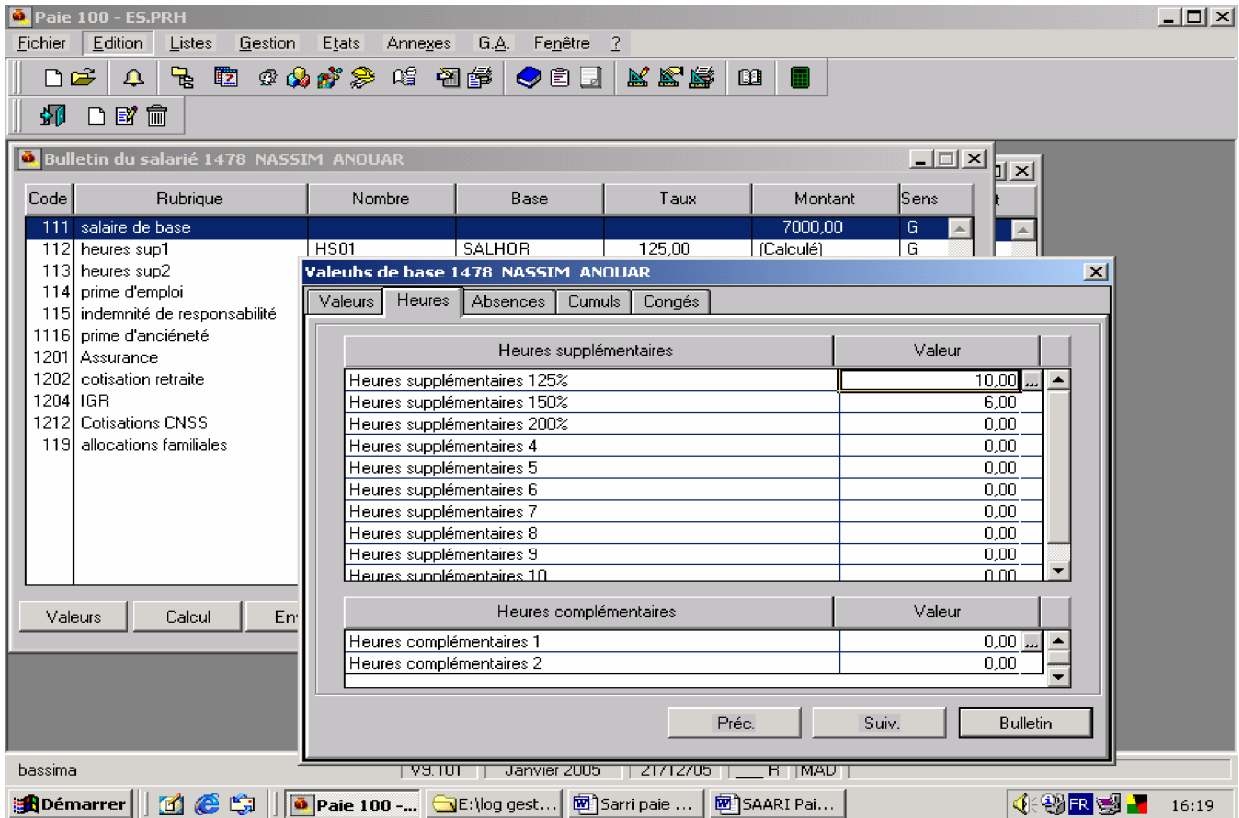 Paie 100 - ES.PRH
Fichier Edition Listes Gestion Etats Annexes G.A. Fenêtre ?
Bulletin du salarié 1478 NASSIM ANOUAR
Code Rubrique Nombre Base Taux Montant Sens
111 salaire de base 7000,00 G
112 heures sup1 HS01 SALHOR 125,00 (Calculé) G
113 heures sup2
114 prime d'emploi
115 indemnité de responsabilité
1116 prime d'anciéneté
1201 Assurance
1202 cotisation retraite
1204 IGR
1212 Cotisations CNSS
119 allocations familiales
Valeurs Calcul
Valeuhs de base 1478 NASSIM ANOUAR
Valeurs Heures Absences Cumuls Congés
Heures supplémentaires Valeur
Heures supplémentaires 125% 10,00 ...
Heures supplémentaires 150% 6,00
Heures supplémentaires 200% 0,00
Heures supplémentaires 4 0,00
Heures supplémentaires 5 0,00
Heures supplémentaires 6 0,00
Heures supplémentaires 7 0,00
Heures supplémentaires 8 0,00
Heures supplémentaires 9 0,00
Heures supplémentaires 10 0,00
Heures complémentaires Valeur
Heures complémentaires 1 0,00 ...
Heures complémentaires 2 0,00
Préc. Suiv. Bulletin
bassima V9.101 Janvier 2005 21/12/05 ___ R MAD
Démarrer Paie 100 -... E:\log gest... Sarri paie ... SAARI Pai... FR 16:19